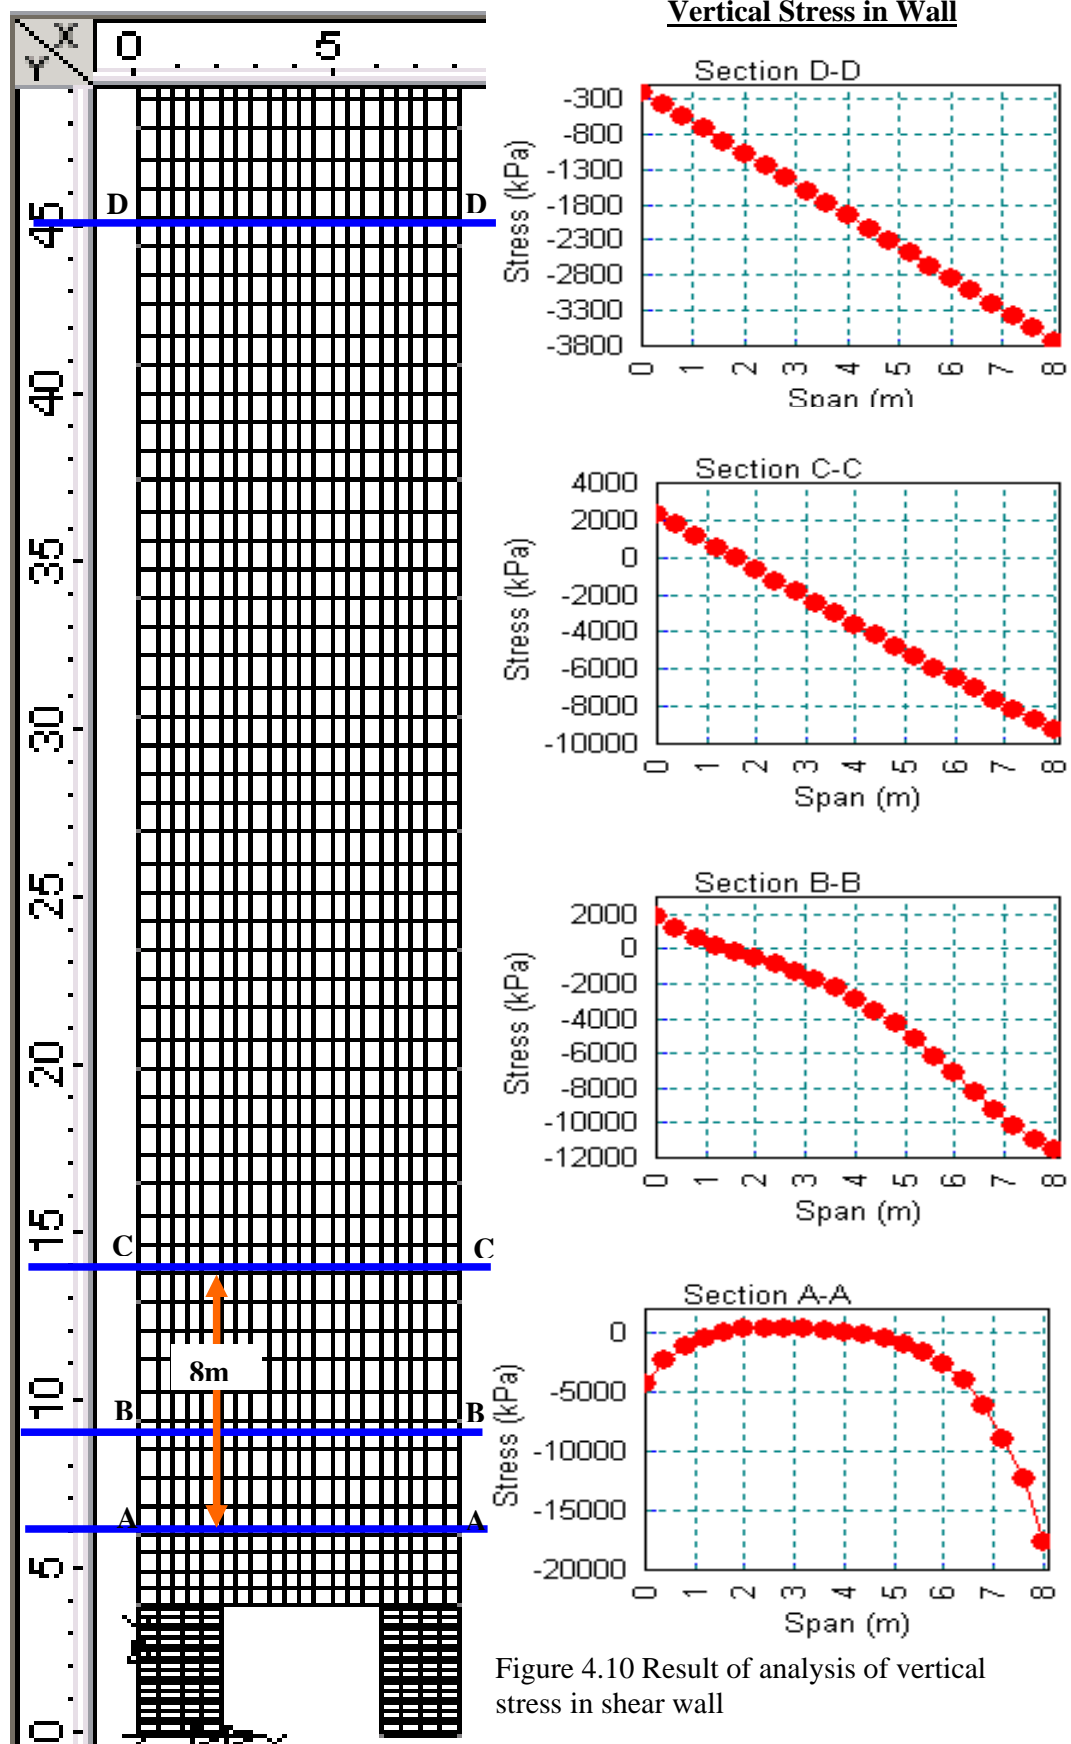 Vertical Stress in Wall
X
Y
0 5
45
40
35
30
25
20
15
10
5
0
D D
C C
8m
B B
A A
Section D-D
Stress (kPa)
-300
-800
-1300
-1800
-2300
-2800
-3300
-3800
0 1 2 3 4 5 6 7 8
Span (m)
Section C-C
Stress (kPa)
4000
2000
0
-2000
-4000
-6000
-8000
-10000
0 1 2 3 4 5 6 7 8
Span (m)
Section B-B
Stress (kPa)
2000
0
-2000
-4000
-6000
-8000
-10000
-12000
0 1 2 3 4 5 6 7 8
Span (m)
Section A-A
Stress (kPa)
0
-5000
-10000
-15000
-20000
0 1 2 3 4 5 6 7 8
Span (m)
Figure 4.10 Result of analysis of vertical
stress in shear wall